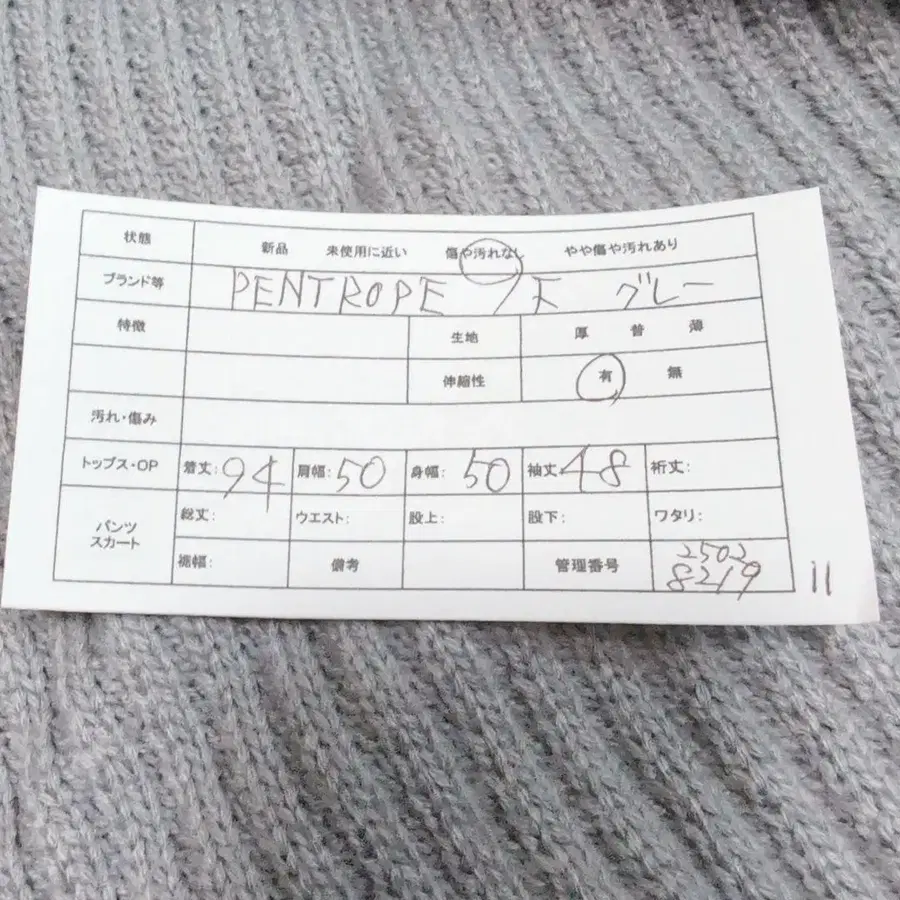 状態 新品 未使用に近い 傷や汚れなし やや傷や汚れあり
ブランド等 PENTROPE グレー
特徴 生地 厚 普 薄
伸縮性 有 無
汚れ・傷み
トップス・OP 着丈:94 肩幅:50 身幅:50 袖丈:48 裄丈:
パンツ スカート 総丈: ウエスト: 股上: 股下: ワタリ:
裾幅: 備考 管理番号 2502
8219
11